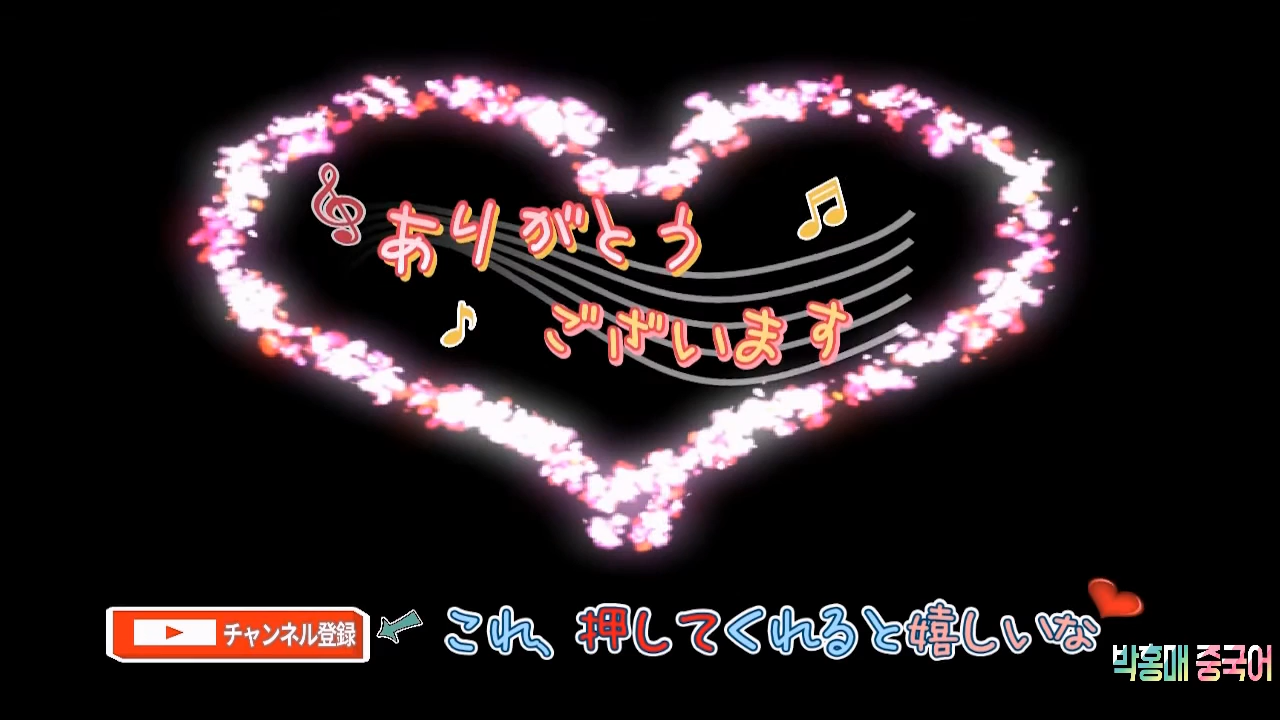 ありがとう
ございます
チャンネル登録
これ、押してくれると嬉しいな
박홍매 중국어